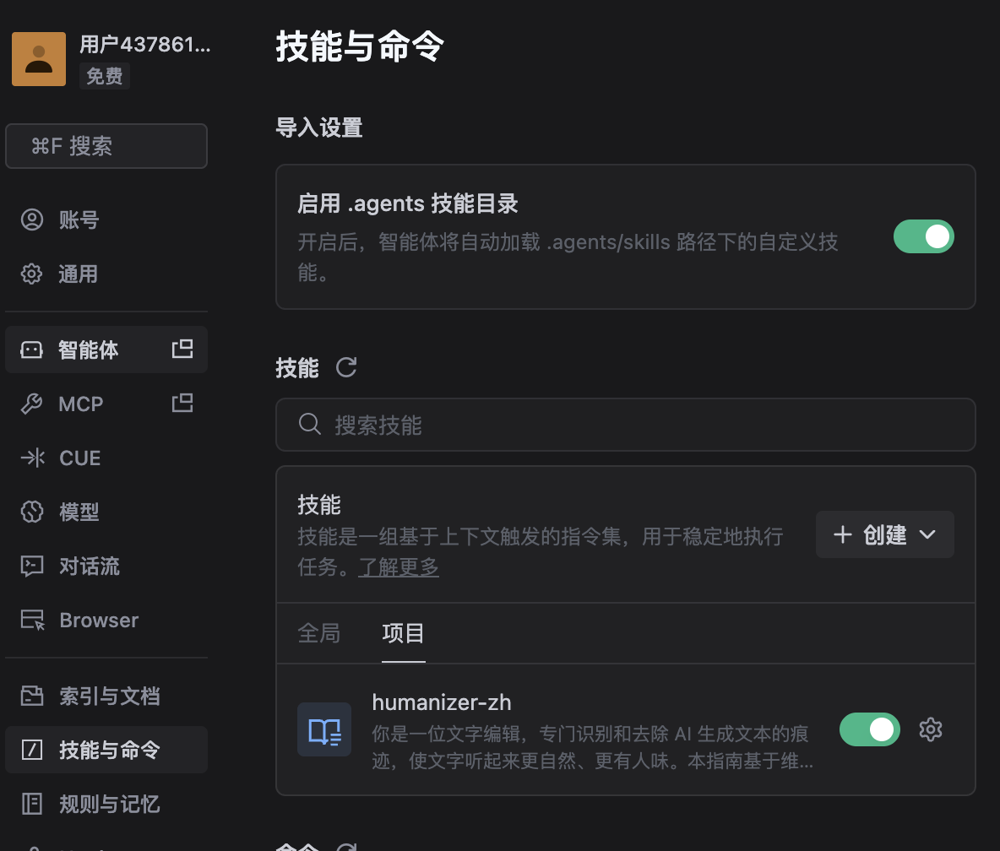 用户437861...
免费
⌘F 搜索
账号
通用
智能体
MCP
CUE
模型
对话流
Browser
索引与文档
技能与命令
规则与记忆
技能与命令
导入设置
启用 .agents 技能目录
开启后，智能体将自动加载 .agents/skills 路径下的自定义技
能。
技能
搜索技能
技能
技能是一组基于上下文触发的指令集，用于稳定地执行
任务。了解更多
创建
全局
项目
humanizer-zh
你是一位文字编辑，专门识别和去除 AI 生成文本的痕
迹，使文字听起来更自然、更有人味。本指南基于维...